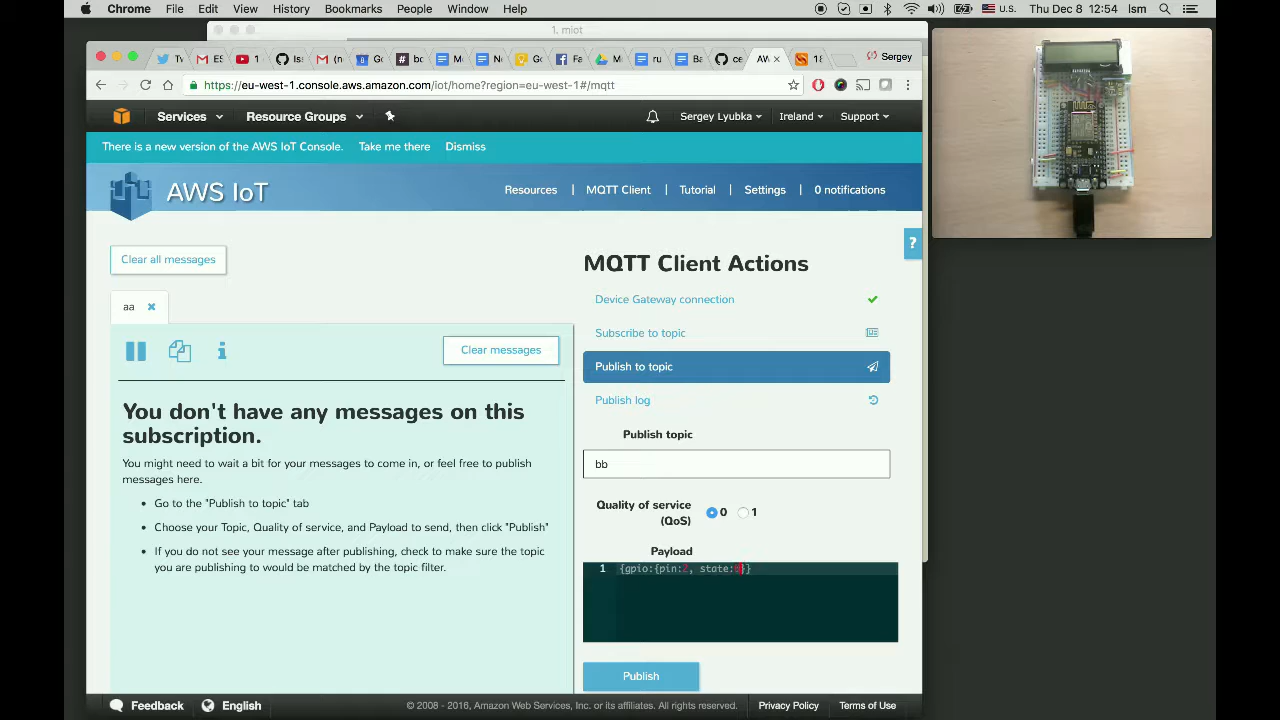 Chrome File Edit View History Bookmarks People Window Help U.S. Thu Dec 8 12:54 ism
1. miot
Sergey
https://eu-west-1.console.aws.amazon.com/iot/home?region=eu-west-1#/mqtt
Services Resource Groups Sergey Lyubka Ireland Support
There is a new version of the AWS IoT Console. Take me there Dismiss
AWS IoT Resources MQTT Client Tutorial Settings 0 notifications
?
Clear all messages
MQTT Client Actions
Device Gateway connection
aa
Subscribe to topic
Clear messages
Publish to topic
Publish log
You don't have any messages on this
subscription.
Publish topic
bb
You might need to wait a bit for your messages to come in, or feel free to publish
messages here.
Go to the "Publish to topic" tab
Quality of service
(QoS)
0 1
Choose your Topic, Quality of service, and Payload to send, then click "Publish"
If you do not see your message after publishing, check to make sure the topic
you are publishing to would be matched by the topic filter.
Payload
1 {gpio:{pin:2, state: }}
Publish
Feedback English © 2008 - 2016, Amazon Web Services, Inc. or its affiliates. All rights reserved. Privacy Policy Terms of Use